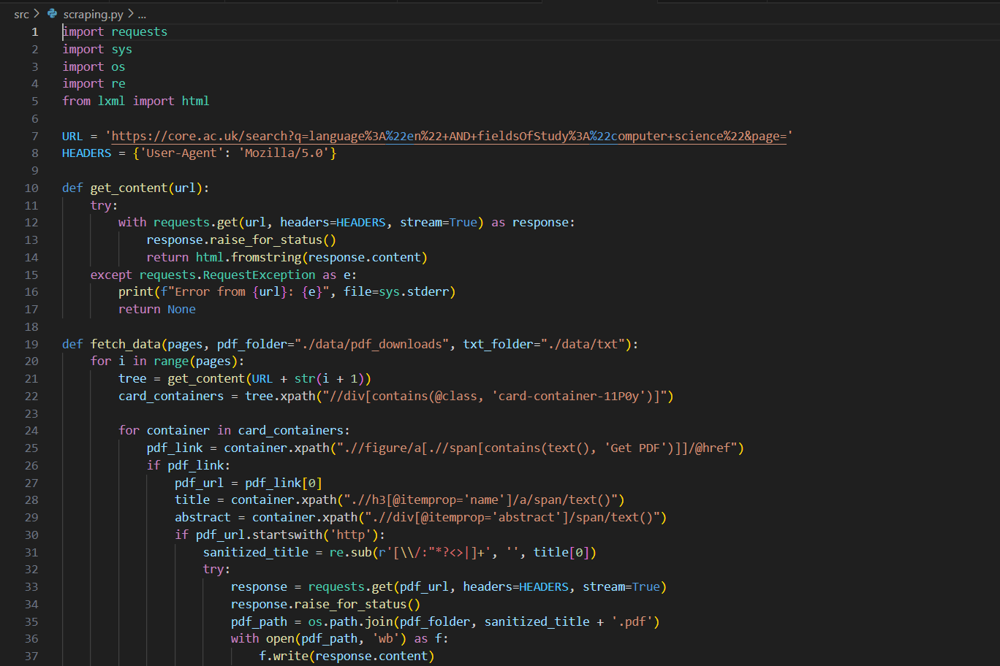 src > scraping.py > ...
1 import requests
2 import sys
3 import os
4 import re
5 from lxml import html
6
7 URL = 'https://core.ac.uk/search?q=language%3A%22en%22+AND+fieldsOfStudy%3A%22computer+science%22&page='
8 HEADERS = {'User-Agent': 'Mozilla/5.0'}
9
10 def get_content(url):
11     try:
12         with requests.get(url, headers=HEADERS, stream=True) as response:
13             response.raise_for_status()
14             return html.fromstring(response.content)
15     except requests.RequestException as e:
16         print(f"Error from {url}: {e}", file=sys.stderr)
17         return None
18
19 def fetch_data(pages, pdf_folder="./data/pdf_downloads", txt_folder="./data/txt"):
20     for i in range(pages):
21         tree = get_content(URL + str(i + 1))
22         card_containers = tree.xpath("//div[contains(@class, 'card-container-11P0y')]")
23
24         for container in card_containers:
25             pdf_link = container.xpath(".//figure/a[.//span[contains(text(), 'Get PDF')]]/@href")
26             if pdf_link:
27                 pdf_url = pdf_link[0]
28                 title = container.xpath(".//h3[@itemprop='name']/a/span/text()")
29                 abstract = container.xpath(".//div[@itemprop='abstract']/span/text()")
30                 if pdf_url.startswith('http'):
31                     sanitized_title = re.sub(r'[\\/:"*?<>|]+', '', title[0])
32                     try:
33                         response = requests.get(pdf_url, headers=HEADERS, stream=True)
34                         response.raise_for_status()
35                         pdf_path = os.path.join(pdf_folder, sanitized_title + '.pdf')
36                         with open(pdf_path, 'wb') as f:
37                             f.write(response.content)